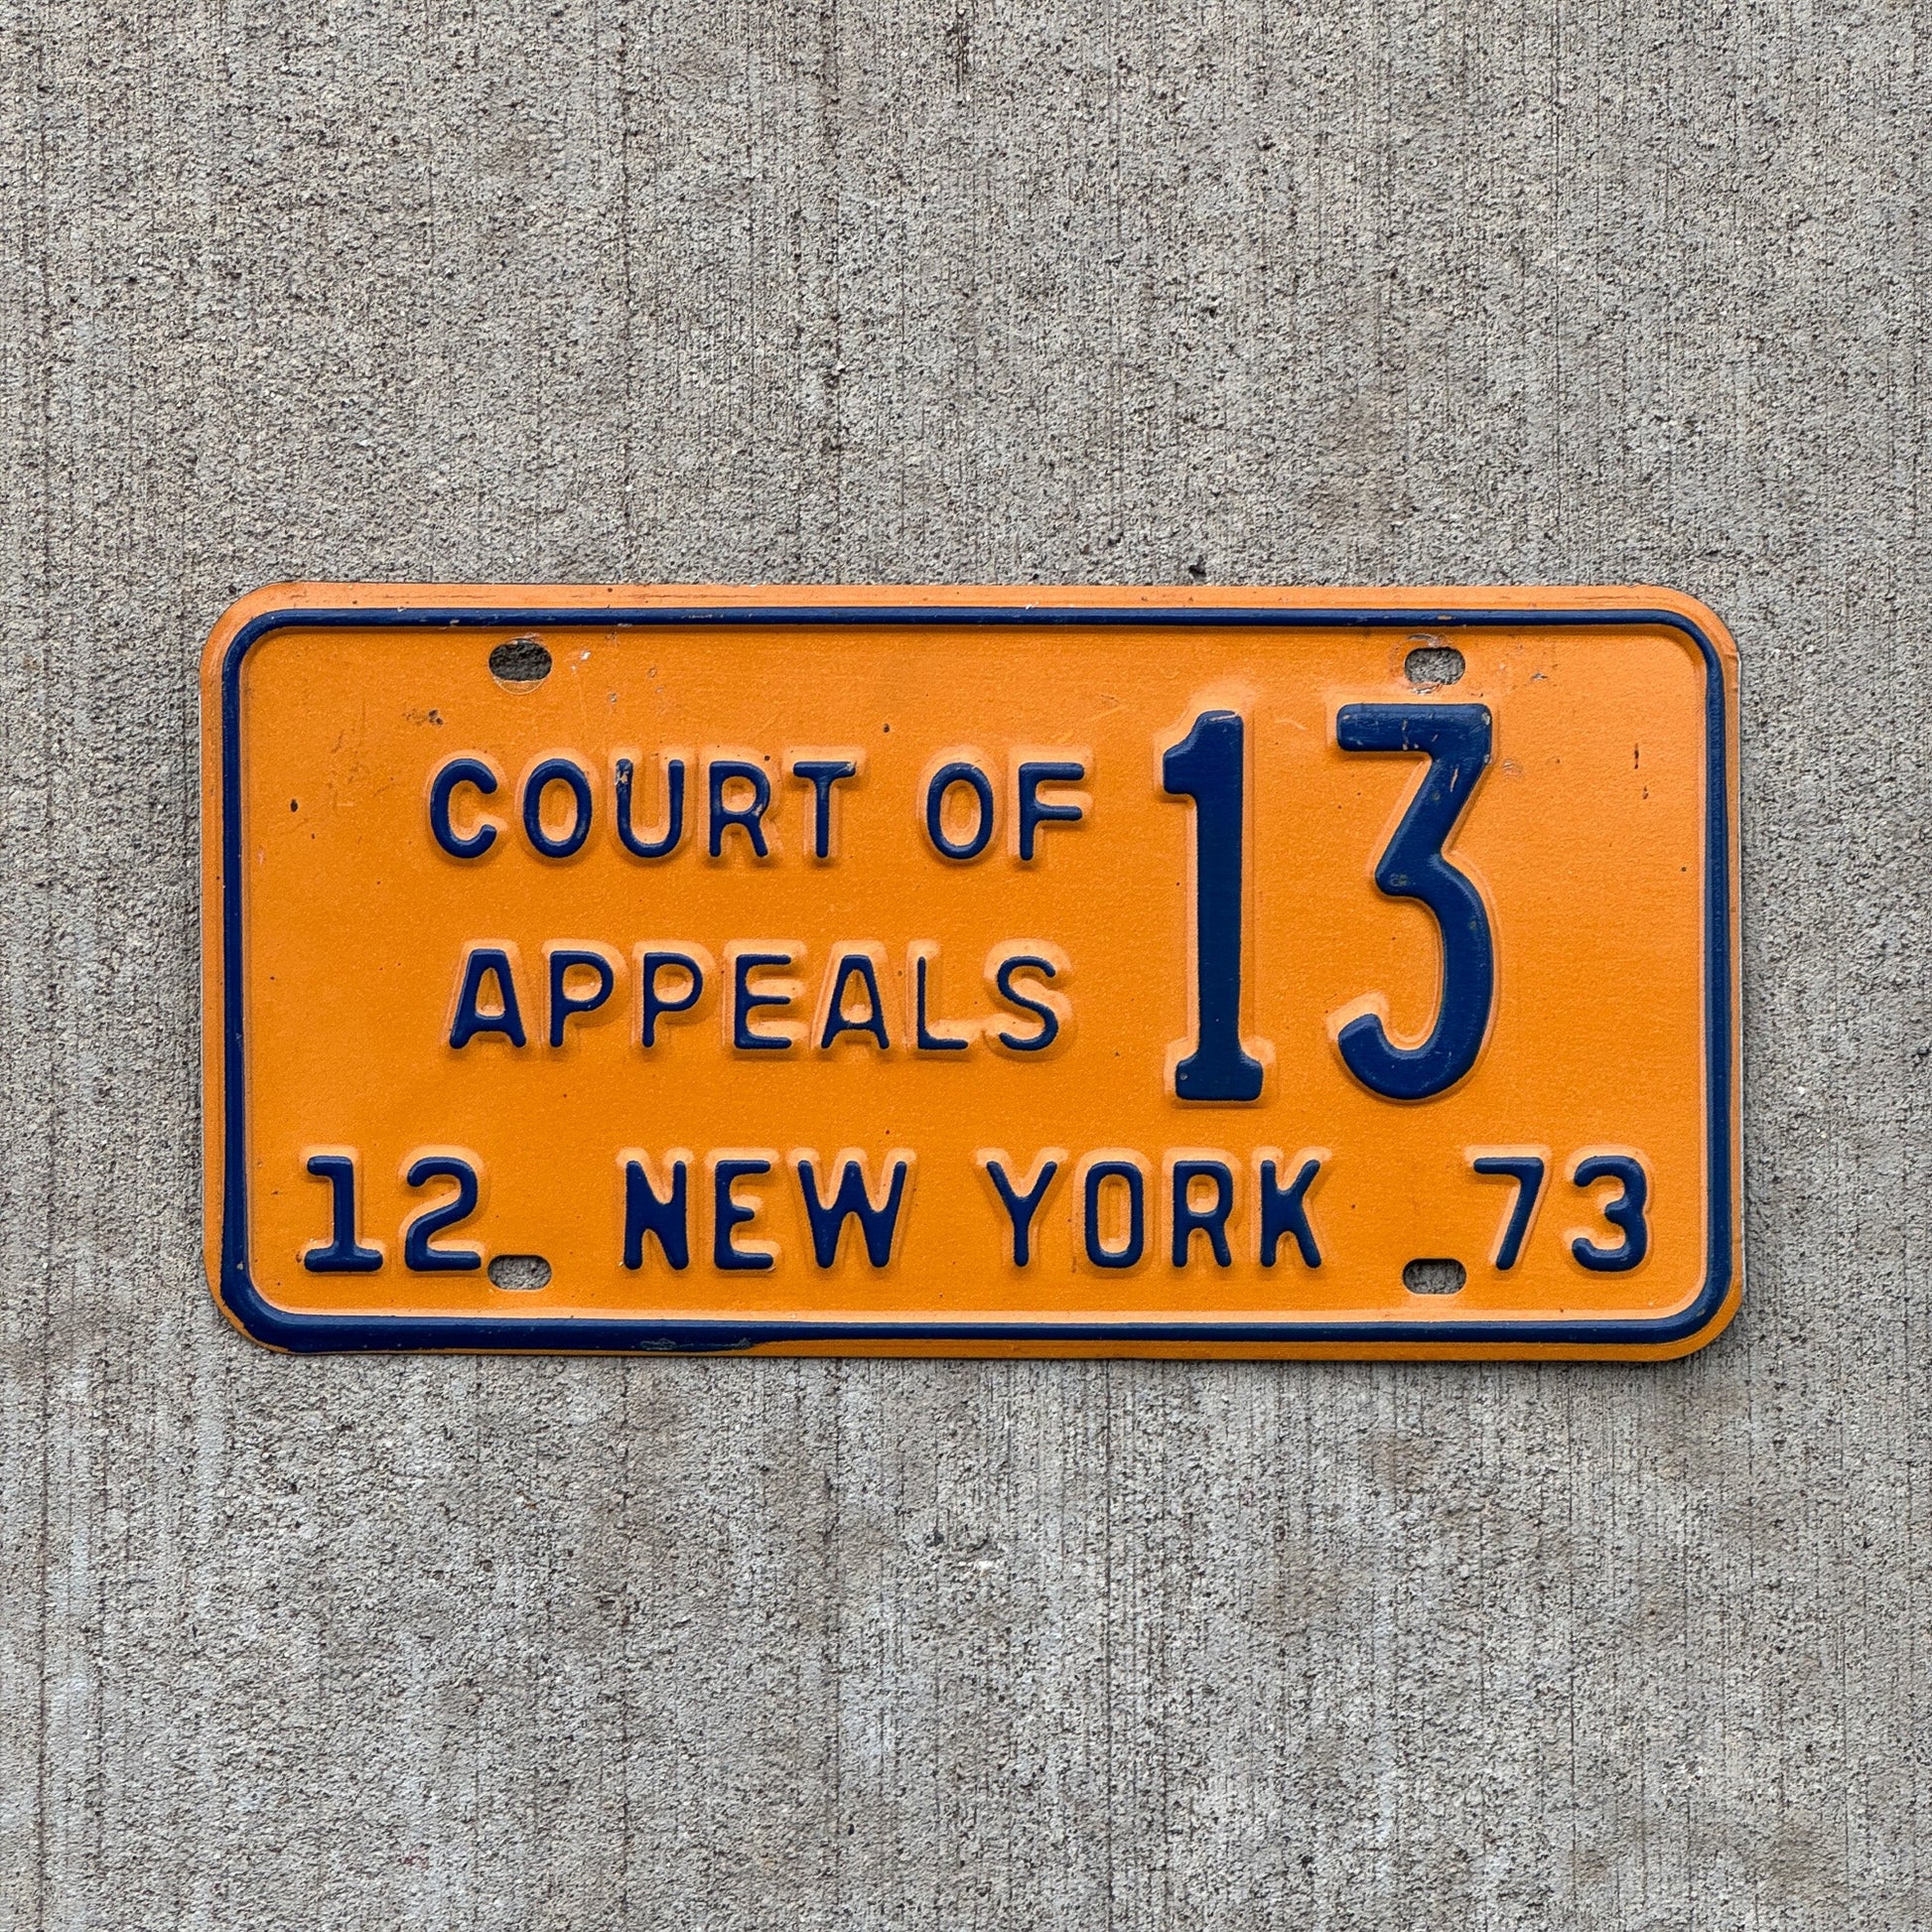 COURT OF 13
APPEALS
12 NEW YORK 73